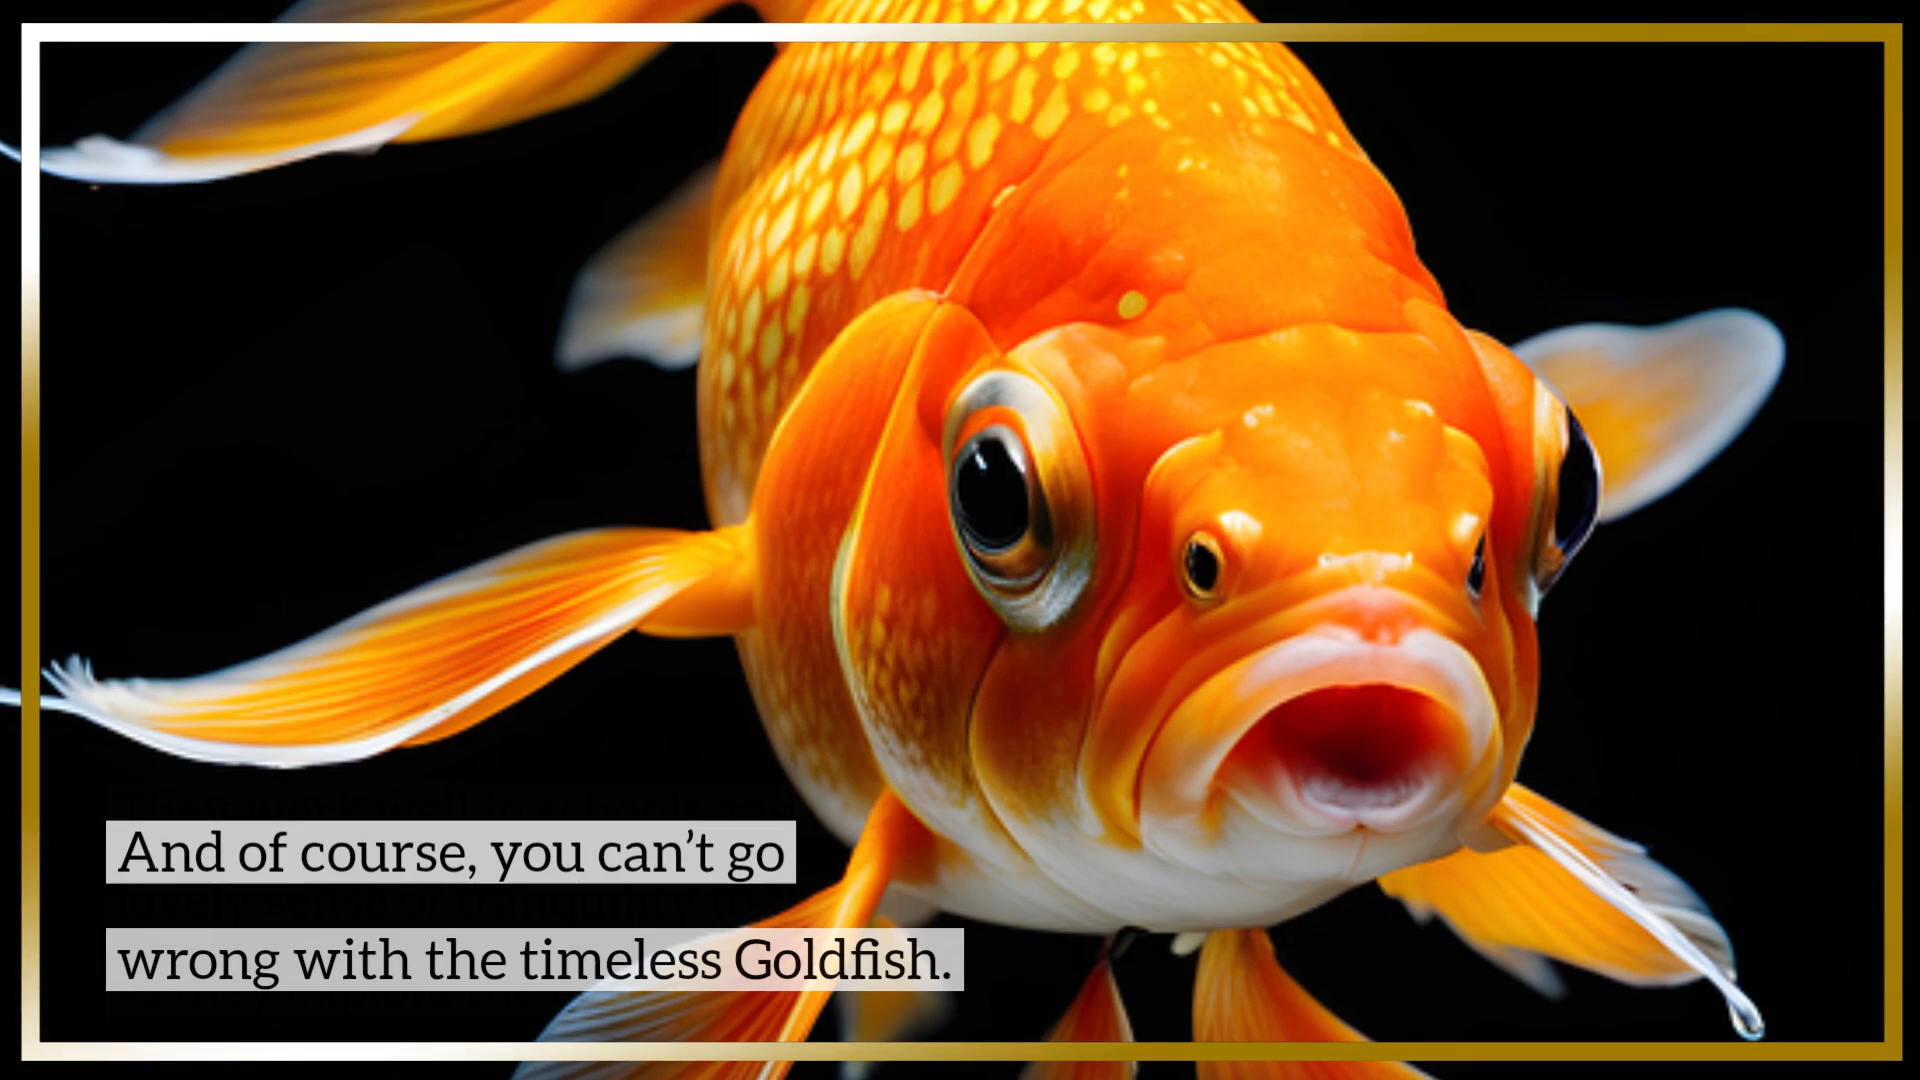 And of course, you can’t go
wrong with the timeless Goldfish.